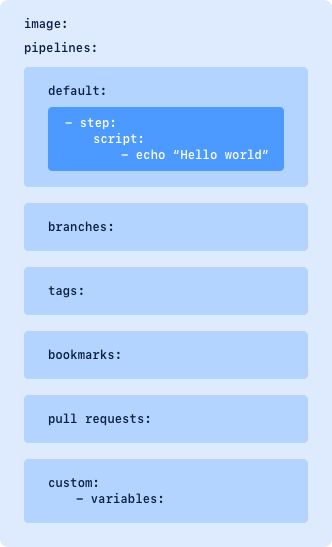 image:
pipelines:
default:
- step:
script:
- echo “Hello world”
branches:
tags:
bookmarks:
pull requests:
custom:
- variables: